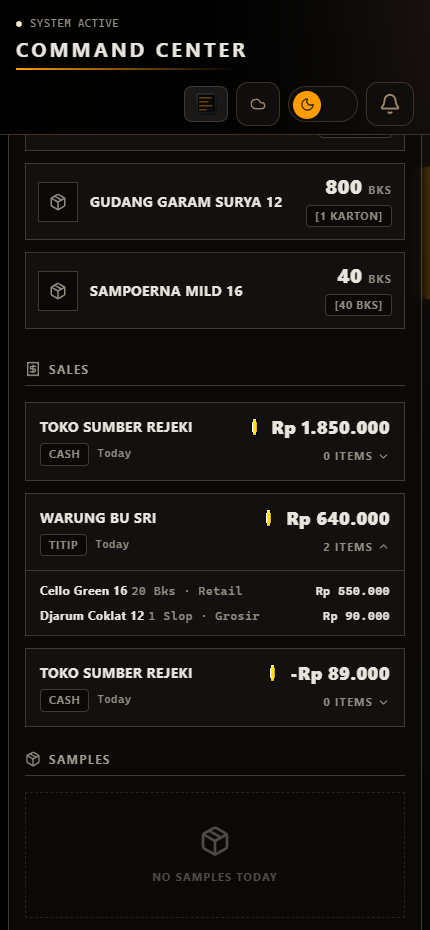 SYSTEM ACTIVE
COMMAND CENTER
GUDANG GARAM SURYA 12
800 BKS
[1 KARTON]
SAMPOERNA MILD 16
40 BKS
[40 BKS]
SALES
TOKO SUMBER REJEKI
Rp 1.850.000
CASH Today
0 ITEMS
WARUNG BU SRI
Rp 640.000
TITIP Today
2 ITEMS
Cello Green 16 20 Bks · Retail Rp 550.000
Djarum Coklat 12 1 Slop · Grosir Rp 90.000
TOKO SUMBER REJEKI
-Rp 89.000
CASH Today
0 ITEMS
SAMPLES
NO SAMPLES TODAY